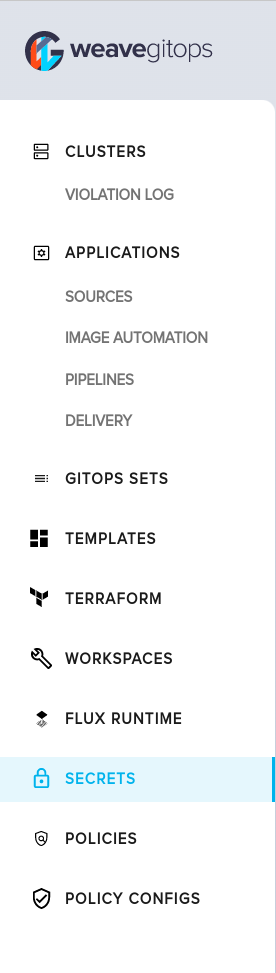 weavegitops
CLUSTERS
VIOLATION LOG
APPLICATIONS
SOURCES
IMAGE AUTOMATION
PIPELINES
DELIVERY
GITOPS SETS
TEMPLATES
TERRAFORM
WORKSPACES
FLUX RUNTIME
SECRETS
POLICIES
POLICY CONFIGS